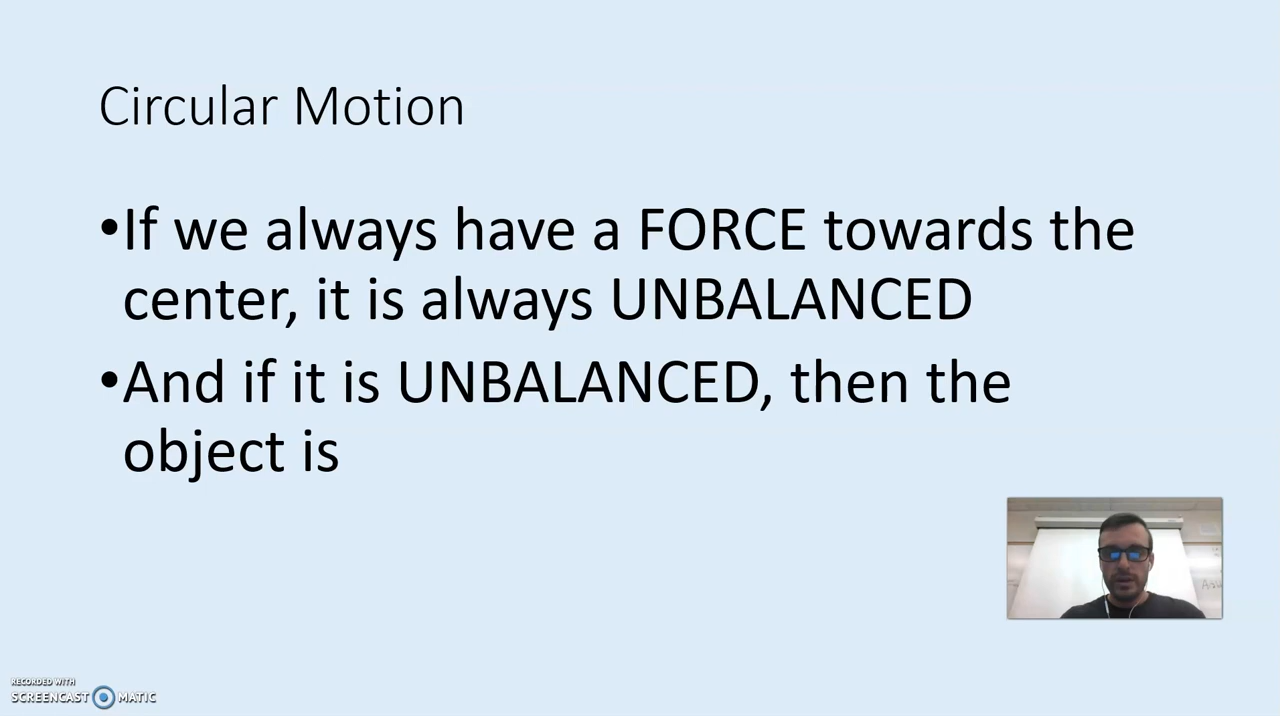 Circular Motion
•If we always have a FORCE towards the
center, it is always UNBALANCED
•And if it is UNBALANCED, then the
object is
RECORDED WITH
SCREENCAST MATIC